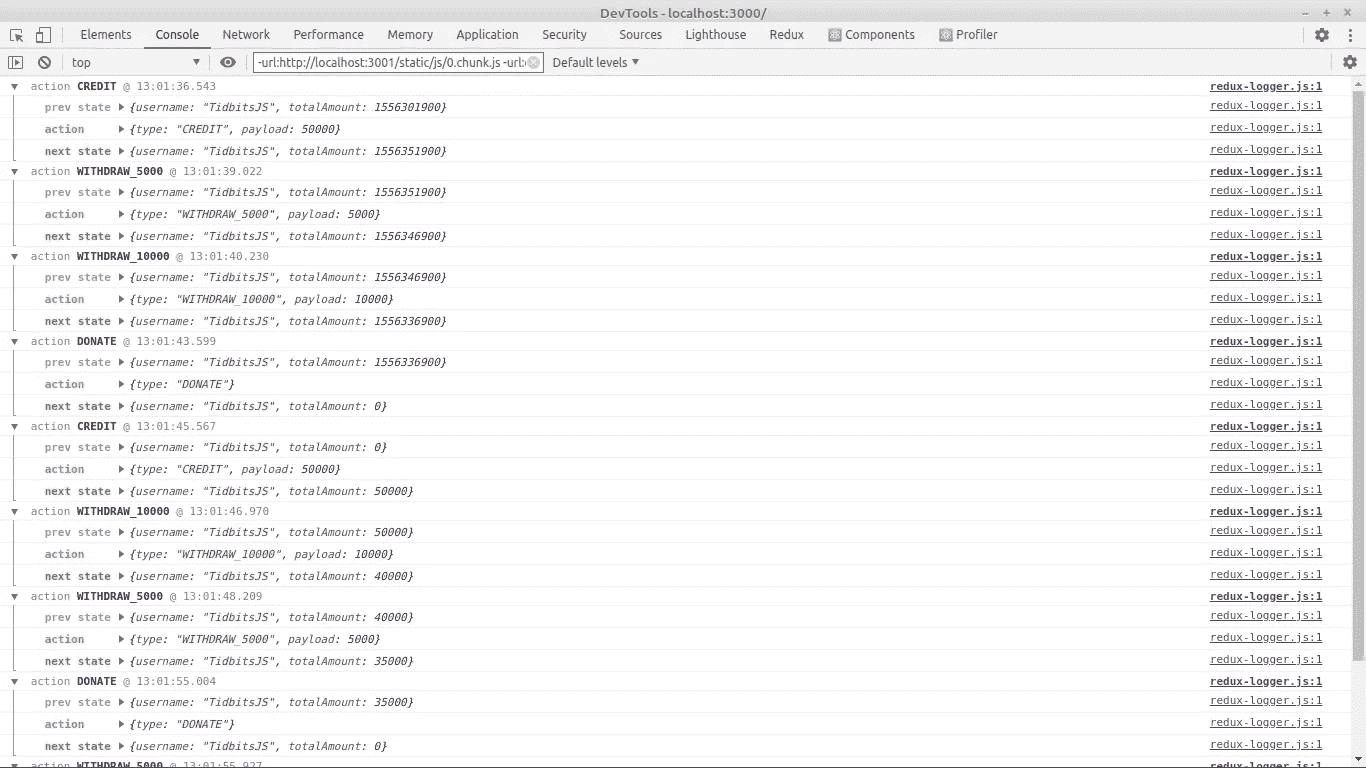 DevTools - localhost:3000/
Elements Console Network Performance Memory Application Security Sources Lighthouse Redux Components Profiler
top -url:http://localhost:3001/static/js/0.chunk.js -url: Default levels
action CREDIT @ 13:01:36.543 redux-logger.js:1
prev state {username: "TidbitsJS", totalAmount: 1556301900} redux-logger.js:1
action {type: "CREDIT", payload: 50000} redux-logger.js:1
next state {username: "TidbitsJS", totalAmount: 1556351900} redux-logger.js:1
action WITHDRAW_5000 @ 13:01:39.022 redux-logger.js:1
prev state {username: "TidbitsJS", totalAmount: 1556351900} redux-logger.js:1
action {type: "WITHDRAW_5000", payload: 5000} redux-logger.js:1
next state {username: "TidbitsJS", totalAmount: 1556346900} redux-logger.js:1
action WITHDRAW_10000 @ 13:01:40.230 redux-logger.js:1
prev state {username: "TidbitsJS", totalAmount: 1556346900} redux-logger.js:1
action {type: "WITHDRAW_10000", payload: 10000} redux-logger.js:1
next state {username: "TidbitsJS", totalAmount: 1556336900} redux-logger.js:1
action DONATE @ 13:01:43.599 redux-logger.js:1
prev state {username: "TidbitsJS", totalAmount: 1556336900} redux-logger.js:1
action {type: "DONATE"} redux-logger.js:1
next state {username: "TidbitsJS", totalAmount: 0} redux-logger.js:1
action CREDIT @ 13:01:45.567 redux-logger.js:1
prev state {username: "TidbitsJS", totalAmount: 0} redux-logger.js:1
action {type: "CREDIT", payload: 50000} redux-logger.js:1
next state {username: "TidbitsJS", totalAmount: 50000} redux-logger.js:1
action WITHDRAW_10000 @ 13:01:46.970 redux-logger.js:1
prev state {username: "TidbitsJS", totalAmount: 50000} redux-logger.js:1
action {type: "WITHDRAW_10000", payload: 10000} redux-logger.js:1
next state {username: "TidbitsJS", totalAmount: 40000} redux-logger.js:1
action WITHDRAW_5000 @ 13:01:48.209 redux-logger.js:1
prev state {username: "TidbitsJS", totalAmount: 40000} redux-logger.js:1
action {type: "WITHDRAW_5000", payload: 5000} redux-logger.js:1
next state {username: "TidbitsJS", totalAmount: 35000} redux-logger.js:1
action DONATE @ 13:01:55.004 redux-logger.js:1
prev state {username: "TidbitsJS", totalAmount: 35000} redux-logger.js:1
action {type: "DONATE"} redux-logger.js:1
next state {username: "TidbitsJS", totalAmount: 0} redux-logger.js:1
action WITHDRAW_5000 @ 13:01:55.927 redux-logger.js:1